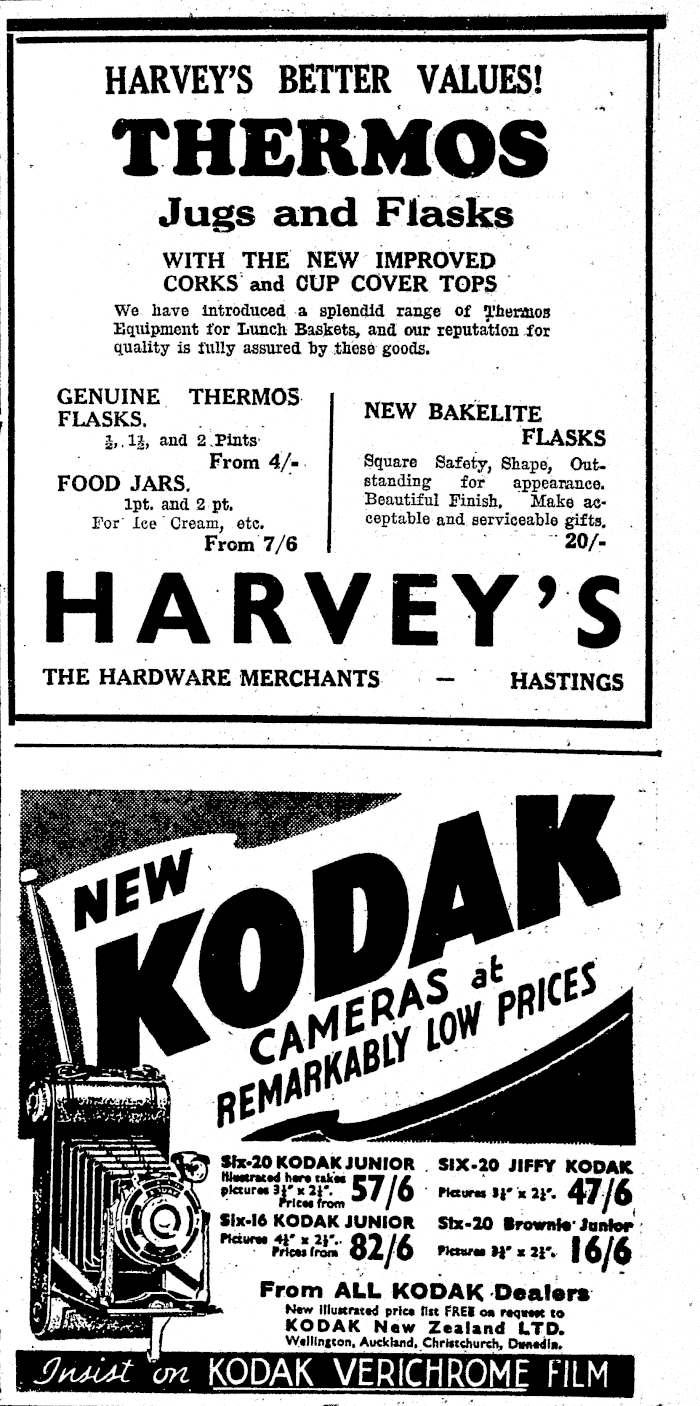 HARVEY'S BETTER VALUES!
THERMOS
Jugs and Flasks
WITH THE NEW IMPROVED
CORKS and CUP COVER TOPS
We have introduced a splendid range of Thermos
Equipment for Lunch Baskets, and our reputation for
quality is fully assured by these goods.
GENUINE THERMOS
FLASKS.
½, 1½, and 2 Pints
From 4/-
FOOD JARS.
1pt. and 2 pt.
For Ice Cream, etc.
From 7/6
NEW BAKELITE
FLASKS
Square Safety, Shape, Out-
standing for appearance.
Beautiful Finish. Make ac-
ceptable and serviceable gifts.
20/-
HARVEY'S
THE HARDWARE MERCHANTS — HASTINGS
NEW
KODAK
CAMERAS at
REMARKABLY LOW PRICES
Six-20 KODAK JUNIOR
Illustrated here takes
pictures 3¼" x 2¼".
Prices from 57/6
Six-16 KODAK JUNIOR
Pictures 4¼" x 2½".
Prices from 82/6
SIX-20 JIFFY KODAK
Pictures 3¼" x 2¼". 47/6
Six-20 Brownie Junior
Pictures 3¼" x 2¼". 16/6
From ALL KODAK Dealers
New illustrated price list FREE on request to
KODAK New Zealand LTD.
Wellington, Auckland, Christchurch, Dunedin.
Insist on KODAK VERICHROME FILM